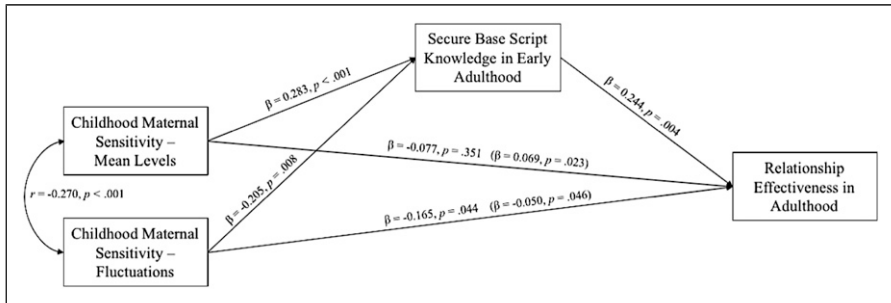 Secure Base Script
Knowledge in Early
Adulthood
β = 0.283, p < .001
β = 0.244, p = .004
Childhood Maternal
Sensitivity –
Mean Levels
β = -0.077, p = .351 (β = 0.069, p = .023)
β = -0.205, p = .008
Relationship
Effectiveness in
Adulthood
r = -0.270, p < .001
β = -0.165, p = .044 (β = -0.050, p = .046)
Childhood Maternal
Sensitivity –
Fluctuations